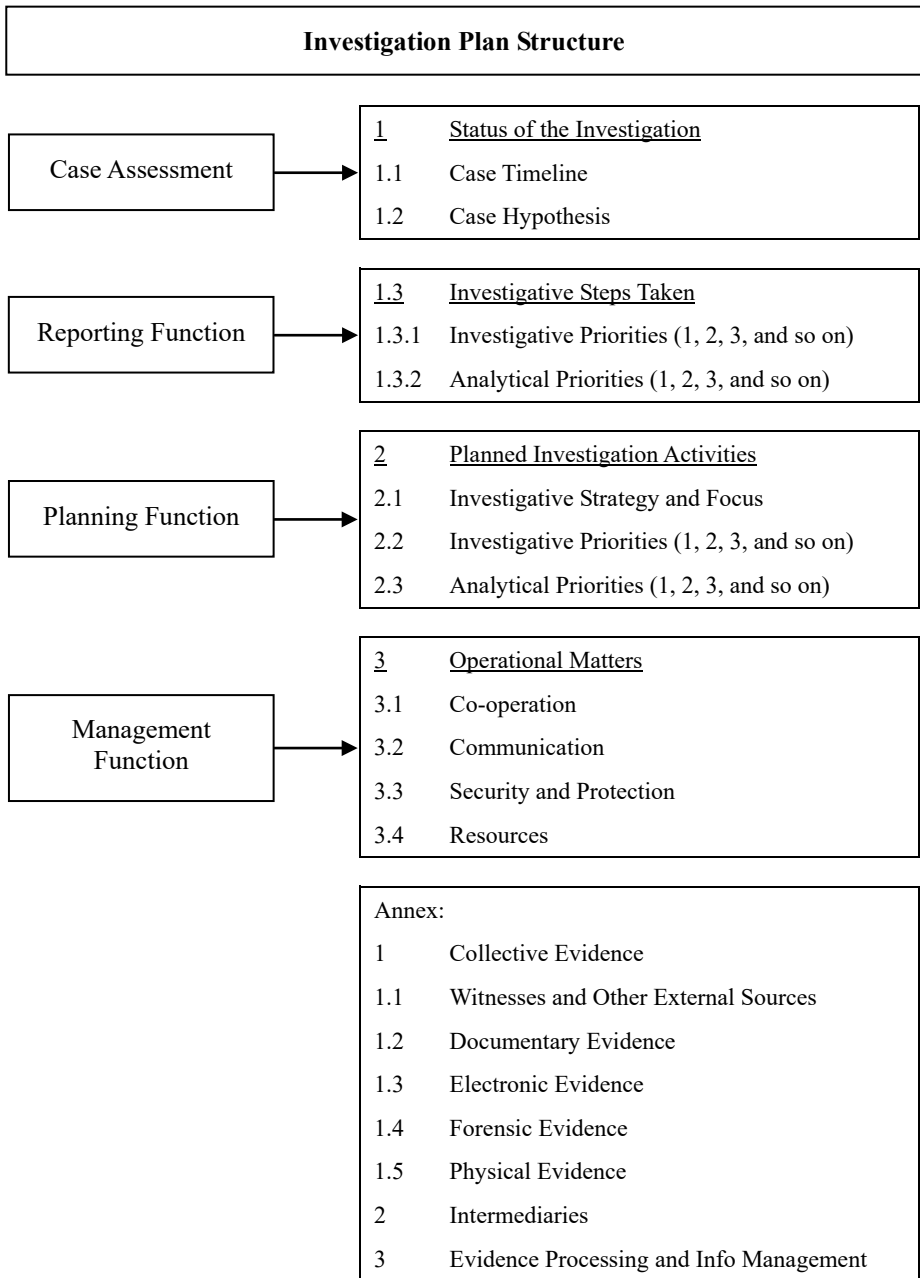 Investigation Plan Structure
Case Assessment
1 Status of the Investigation
1.1 Case Timeline
1.2 Case Hypothesis
Reporting Function
1.3 Investigative Steps Taken
1.3.1 Investigative Priorities (1, 2, 3, and so on)
1.3.2 Analytical Priorities (1, 2, 3, and so on)
Planning Function
2 Planned Investigation Activities
2.1 Investigative Strategy and Focus
2.2 Investigative Priorities (1, 2, 3, and so on)
2.3 Analytical Priorities (1, 2, 3, and so on)
Management
Function
3 Operational Matters
3.1 Co-operation
3.2 Communication
3.3 Security and Protection
3.4 Resources
Annex:
1 Collective Evidence
1.1 Witnesses and Other External Sources
1.2 Documentary Evidence
1.3 Electronic Evidence
1.4 Forensic Evidence
1.5 Physical Evidence
2 Intermediaries
3 Evidence Processing and Info Management